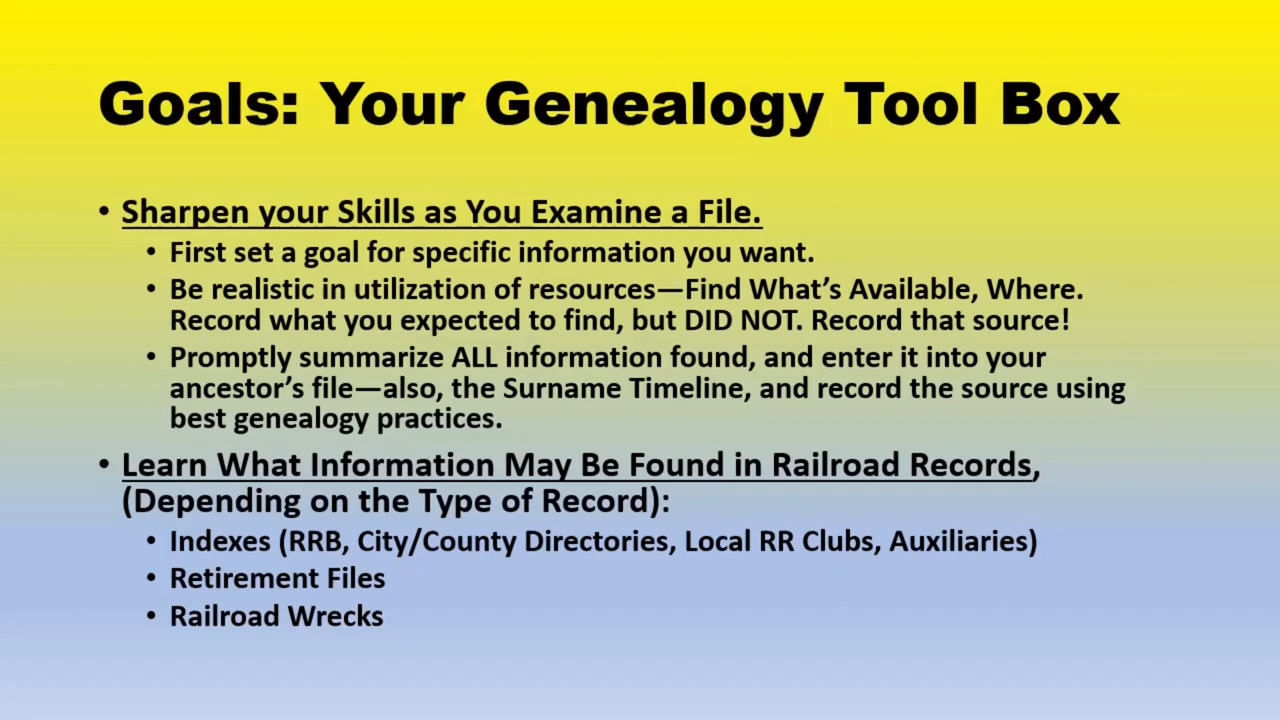 Goals: Your Genealogy Tool Box
• Sharpen your Skills as You Examine a File.
• First set a goal for specific information you want.
• Be realistic in utilization of resources—Find What’s Available, Where.
Record what you expected to find, but DID NOT. Record that source!
• Promptly summarize ALL information found, and enter it into your
ancestor’s file—also, the Surname Timeline, and record the source using
best genealogy practices.
• Learn What Information May Be Found in Railroad Records,
(Depending on the Type of Record):
• Indexes (RRB, City/County Directories, Local RR Clubs, Auxiliaries)
• Retirement Files
• Railroad Wrecks